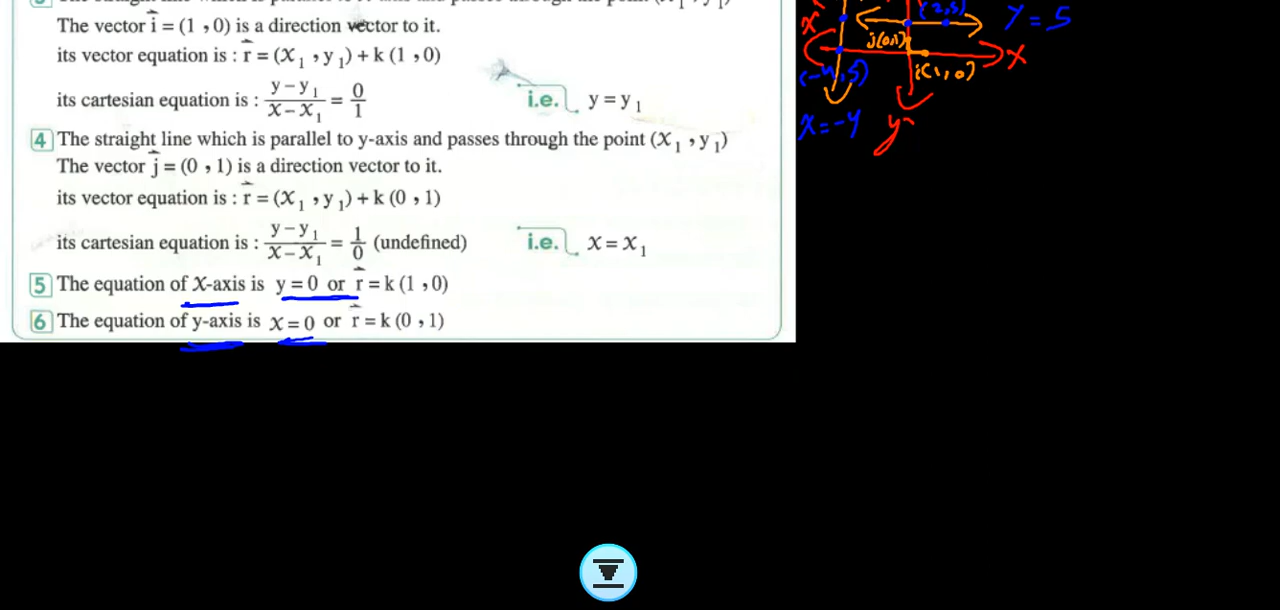 The vector i = (1 , 0) is a direction vector to it.
its vector equation is : r = (x₁ , y₁) + k (1 , 0)
its cartesian equation is : (y − y₁)/(x − x₁) = 0/1 i.e. y = y₁
4 The straight line which is parallel to y-axis and passes through the point (x₁ , y₁)
The vector j = (0 , 1) is a direction vector to it.
its vector equation is : r = (x₁ , y₁) + k (0 , 1)
its cartesian equation is : (y − y₁)/(x − x₁) = 1/0 (undefined) i.e. x = x₁
5 The equation of x-axis is y = 0 or r = k (1 , 0)
6 The equation of y-axis is x = 0 or r = k (0 , 1)
(2,5)
y = 5
j(0,1)
x
i(1,0)
(-4,5)
x = -4